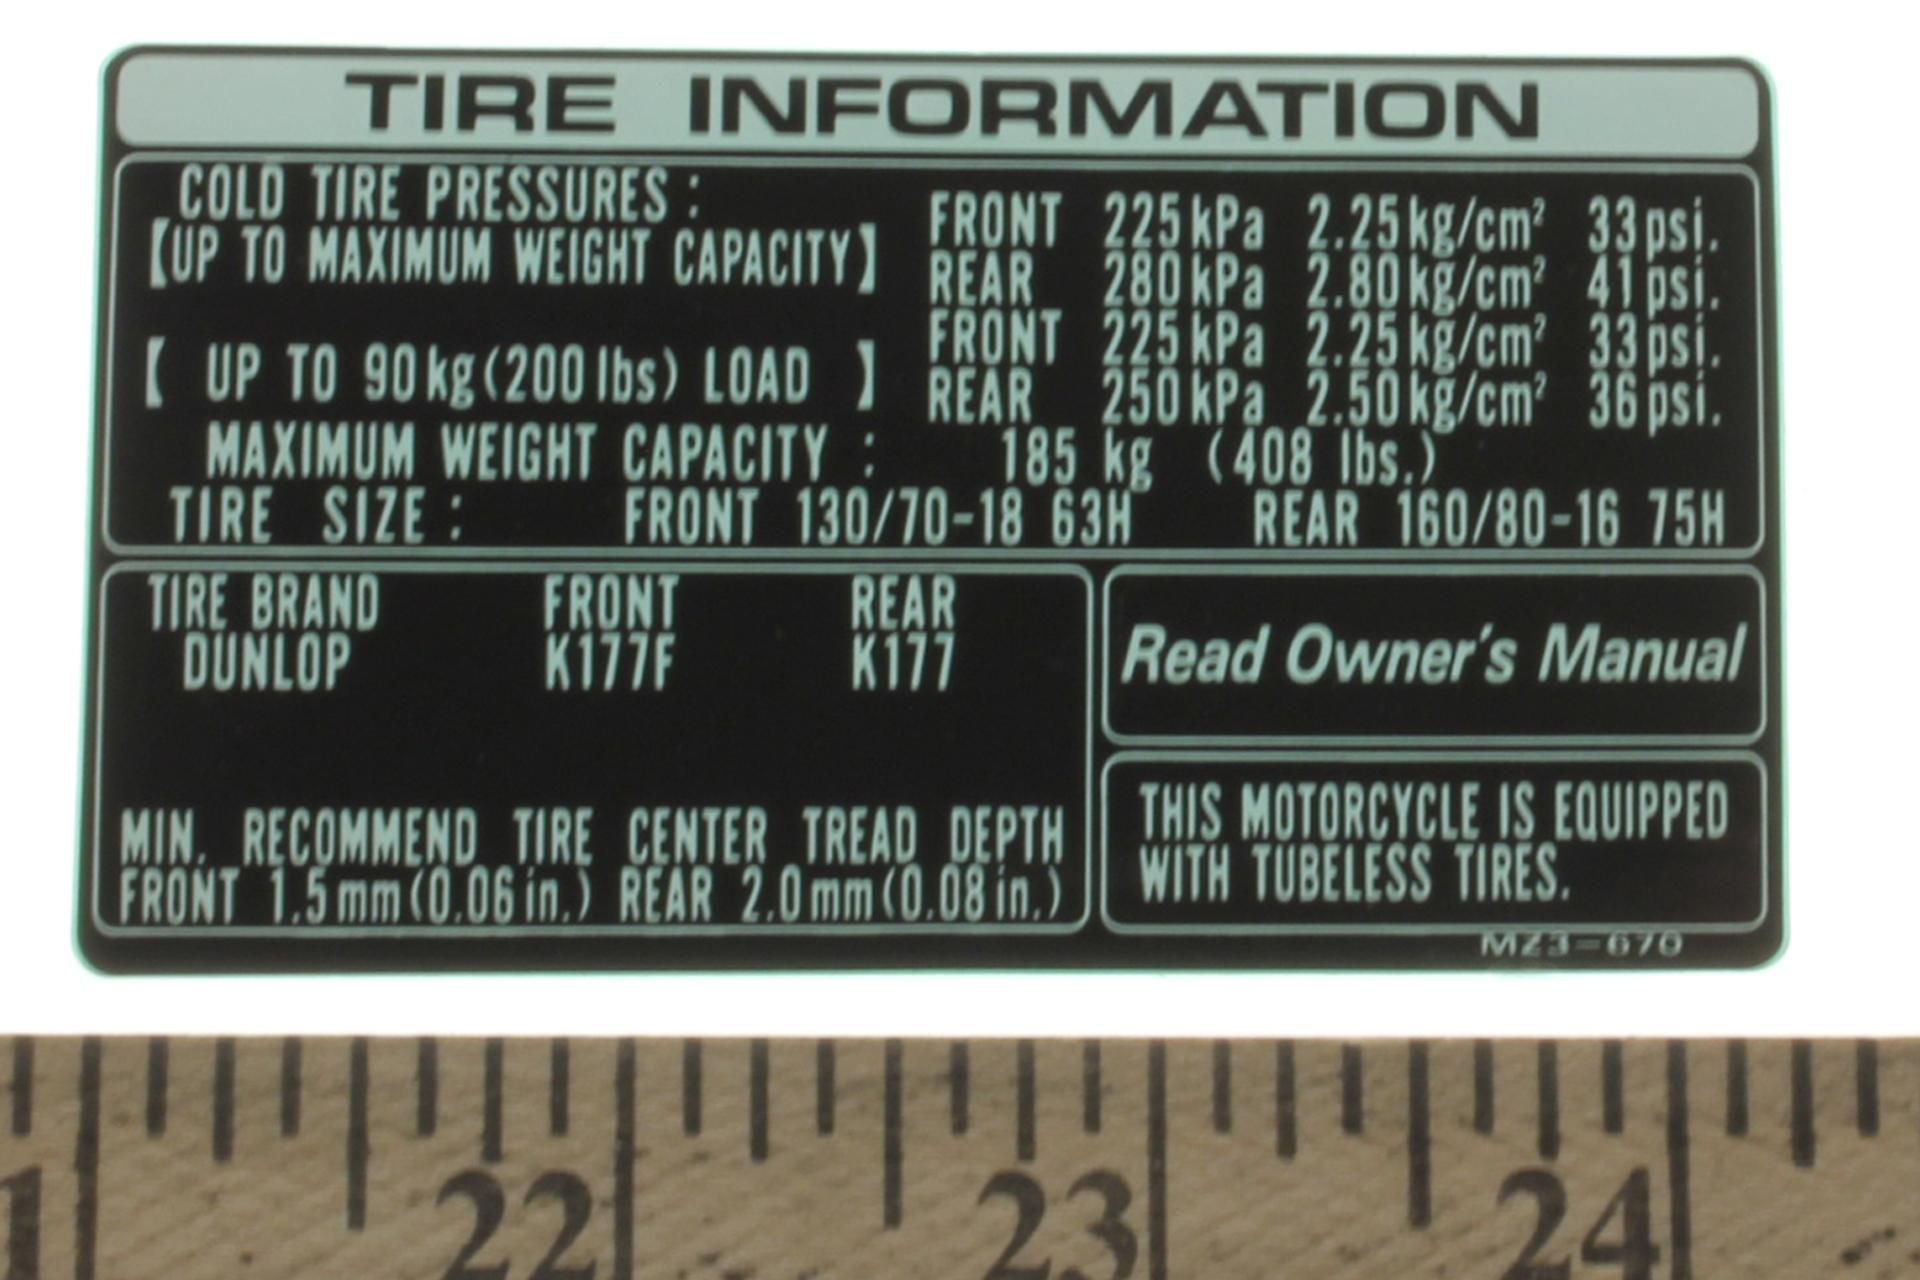 TIRE INFORMATION
COLD TIRE PRESSURES :
【UP TO MAXIMUM WEIGHT CAPACITY】
FRONT 225kPa 2.25kg/cm² 33psi.
REAR 280kPa 2.80kg/cm² 41psi.
【 UP TO 90kg(200lbs) LOAD 】
FRONT 225kPa 2.25kg/cm² 33psi.
REAR 250kPa 2.50kg/cm² 36psi.
MAXIMUM WEIGHT CAPACITY : 185 kg (408 lbs.)
TIRE SIZE : FRONT 130/70-18 63H REAR 160/80-16 75H
TIRE BRAND FRONT REAR
DUNLOP K177F K177
MIN. RECOMMEND TIRE CENTER TREAD DEPTH
FRONT 1.5mm(0.06in.) REAR 2.0mm(0.08in.)
Read Owner's Manual
THIS MOTORCYCLE IS EQUIPPED
WITH TUBELESS TIRES.
MZ3-670
1 22 23 24